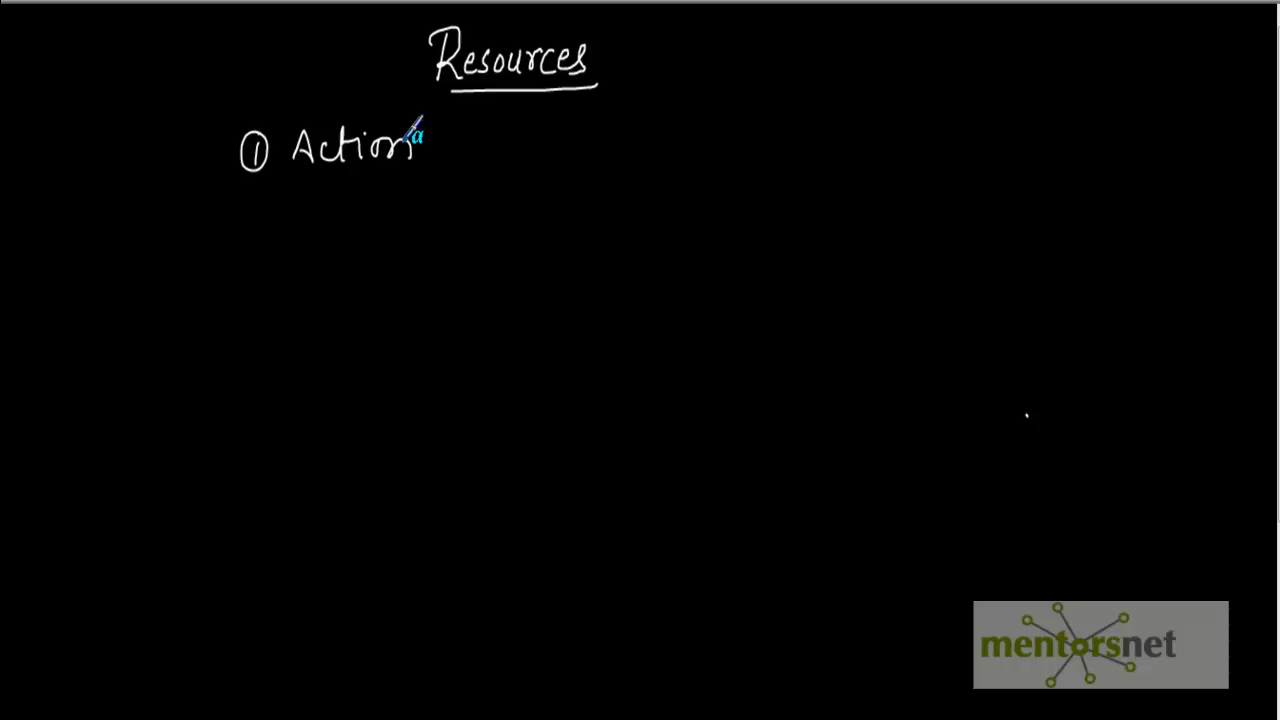 Resources
① Action
mentorsnet